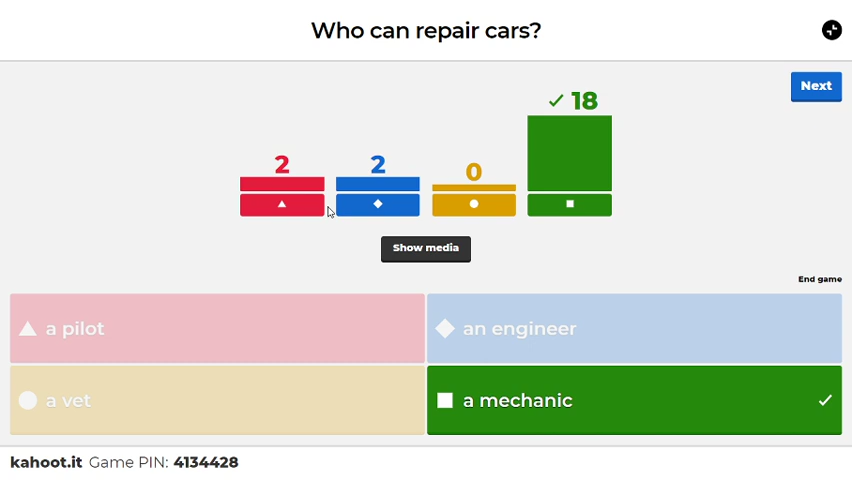 Who can repair cars?
Next
18
2
2
0
Show media
End game
a pilot
an engineer
a vet
a mechanic
kahoot.it Game PIN: 4134428